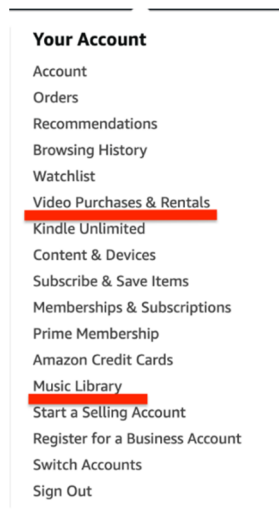 Your Account
Account
Orders
Recommendations
Browsing History
Watchlist
Video Purchases & Rentals
Kindle Unlimited
Content & Devices
Subscribe & Save Items
Memberships & Subscriptions
Prime Membership
Amazon Credit Cards
Music Library
Start a Selling Account
Register for a Business Account
Switch Accounts
Sign Out